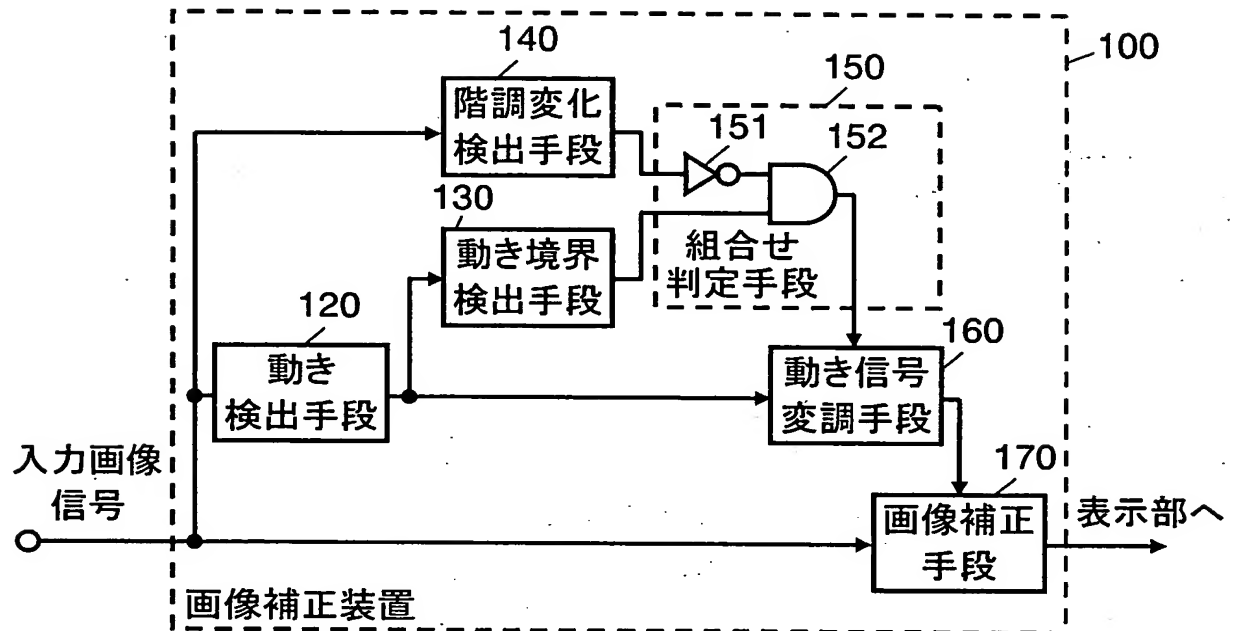 140
階調変化
検出手段
100
150
151
152
130
動き境界
検出手段
組合せ
判定手段
120
動き
検出手段
160
動き信号
変調手段
入力画像
信号
170
画像補正
手段
表示部へ
画像補正装置